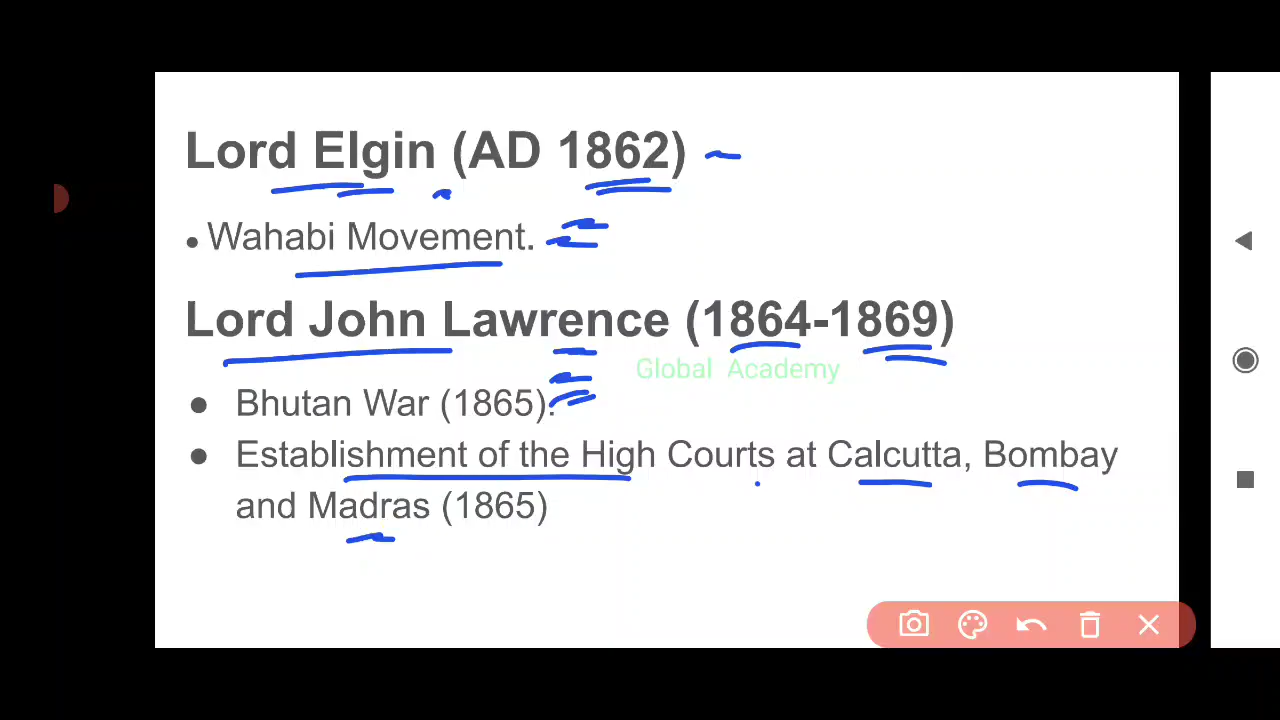 Lord Elgin (AD 1862)
• Wahabi Movement.
Lord John Lawrence (1864-1869)
Global Academy
● Bhutan War (1865).
● Establishment of the High Courts at Calcutta, Bombay
and Madras (1865)